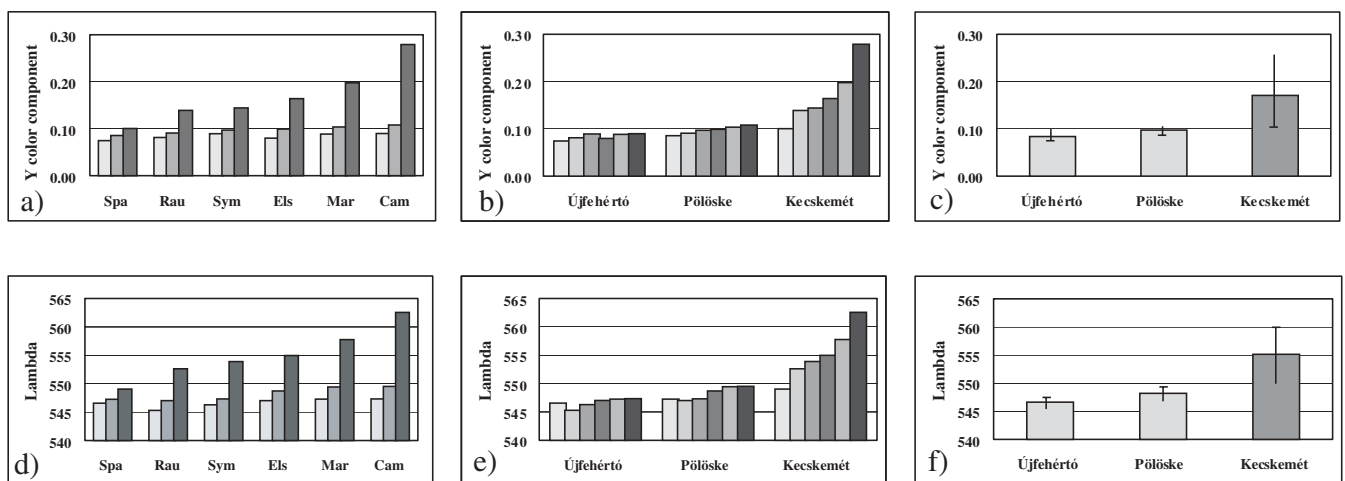 Y color component
0.30
0.20
0.10
0.00
Spa Rau Sym Els Mar Cam
a)
Y color component
0.30
0.20
0.10
0.00
Újfehértó Pölöske Kecskemét
b)
Y color component
0.30
0.20
0.10
0.00
Újfehértó Pölöske Kecskemét
c)
Lambda
565
560
555
550
545
540
Spa Rau Sym Els Mar Cam
d)
Lambda
565
560
555
550
545
540
Újfehértó Pölöske Kecskemét
e)
Lambda
565
560
555
550
545
540
Újfehértó Pölöske Kecskemét
f)